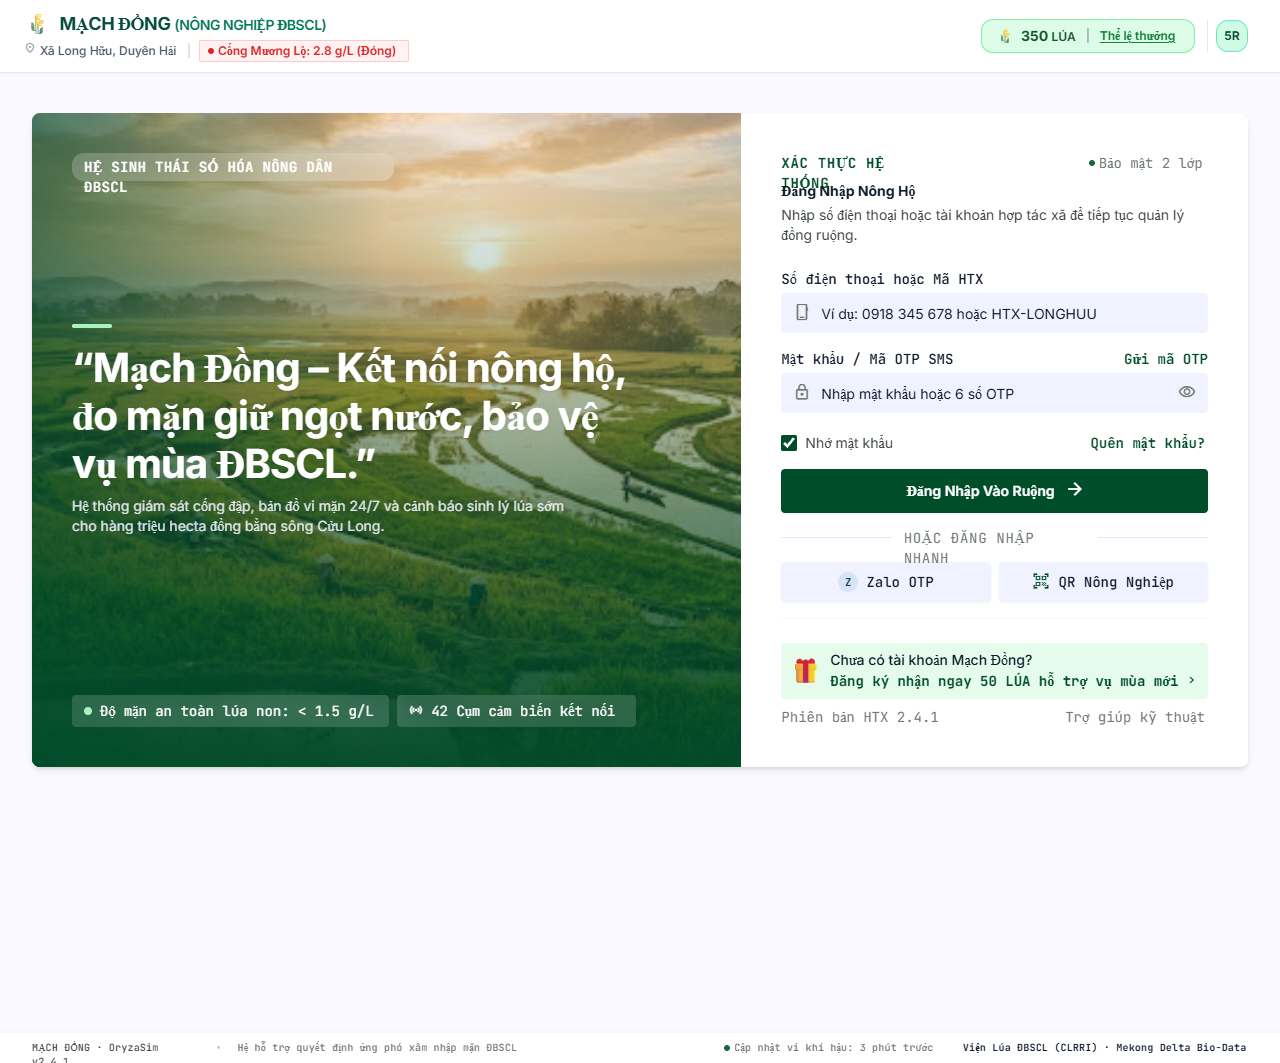 MẠCH ĐỒNG (NÔNG NGHIỆP ĐBSCL)
Xã Long Hữu, Duyên Hải
Cống Mương Lộ: 2.8 g/L (Đóng)
350 LÚA | Thể lệ thưởng
5R
HỆ SINH THÁI SỐ HÓA NÔNG DÂN
ĐBSCL
“Mạch Đồng – Kết nối nông hộ,
đo mặn giữ ngọt nước, bảo vệ
vụ mùa ĐBSCL.”
Hệ thống giám sát cống đập, bản đồ vi mặn 24/7 và cảnh báo sinh lý lúa sớm
cho hàng triệu hecta đồng bằng sông Cửu Long.
Độ mặn an toàn lúa non: < 1.5 g/L
42 Cụm cảm biến kết nối
XÁC THỰC HỆ
THỐNG
Bảo mật 2 lớp
Đăng Nhập Nông Hộ
Nhập số điện thoại hoặc tài khoản hợp tác xã để tiếp tục quản lý
đồng ruộng.
Số điện thoại hoặc Mã HTX
Ví dụ: 0918 345 678 hoặc HTX-LONGHUU
Mật khẩu / Mã OTP SMS
Gửi mã OTP
Nhập mật khẩu hoặc 6 số OTP
Nhớ mật khẩu
Quên mật khẩu?
Đăng Nhập Vào Ruộng →
HOẶC ĐĂNG NHẬP
NHANH
Z Zalo OTP
QR Nông Nghiệp
Chưa có tài khoản Mạch Đồng?
Đăng ký nhận ngay 50 LÚA hỗ trợ vụ mùa mới ›
Phiên bản HTX 2.4.1
Trợ giúp kỹ thuật
MẠCH ĐỒNG · OryzaSim
v2.4.1
• Hệ hỗ trợ quyết định ứng phó xâm nhập mặn ĐBSCL
Cập nhật vi khí hậu: 3 phút trước
Viện Lúa ĐBSCL (CLRRI) · Mekong Delta Bio-Data